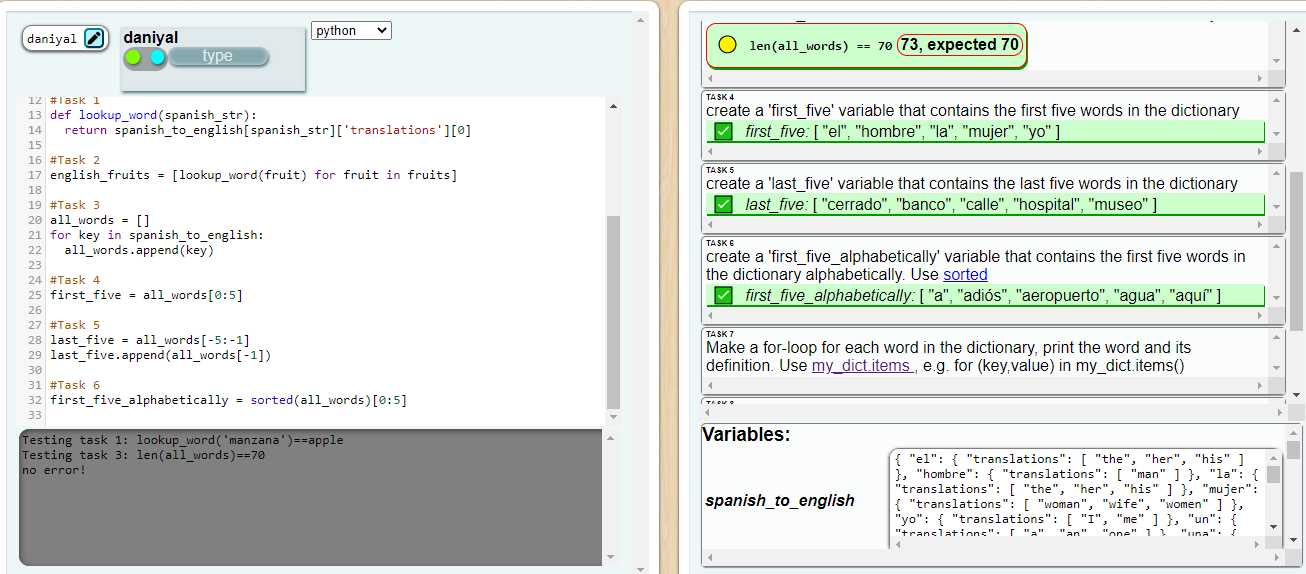 daniyal
daniyal
type
python
12 #Task 1
13 def lookup_word(spanish_str):
14 return spanish_to_english[spanish_str]['translations'][0]
15
16 #Task 2
17 english_fruits = [lookup_word(fruit) for fruit in fruits]
18
19 #Task 3
20 all_words = []
21 for key in spanish_to_english:
22 all_words.append(key)
23
24 #Task 4
25 first_five = all_words[0:5]
26
27 #Task 5
28 last_five = all_words[-5:-1]
29 last_five.append(all_words[-1])
30
31 #Task 6
32 first_five_alphabetically = sorted(all_words)[0:5]
33
Testing task 1: lookup_word('manzana')==apple
Testing task 3: len(all_words)==70
no error!
len(all_words) == 70 73, expected 70
TASK 4
create a 'first_five' variable that contains the first five words in the dictionary
first_five: [ "el", "hombre", "la", "mujer", "yo" ]
TASK 5
create a 'last_five' variable that contains the last five words in the dictionary
last_five: [ "cerrado", "banco", "calle", "hospital", "museo" ]
TASK 6
create a 'first_five_alphabetically' variable that contains the first five words in
the dictionary alphabetically. Use sorted
first_five_alphabetically: [ "a", "adiós", "aeropuerto", "agua", "aquí" ]
TASK 7
Make a for-loop for each word in the dictionary, print the word and its
definition. Use my_dict.items , e.g. for (key,value) in my_dict.items()
TASK 8
Variables:
spanish_to_english
{ "el": { "translations": [ "the", "her", "his" ]
}, "hombre": { "translations": [ "man" ] }, "la": {
"translations": [ "the", "her", "his" ] }, "mujer":
{ "translations": [ "woman", "wife", "women" ] },
"yo": { "translations": [ "I", "me" ] }, "un": {
"translations": [ "a", "an", "one" ] }, "una": {